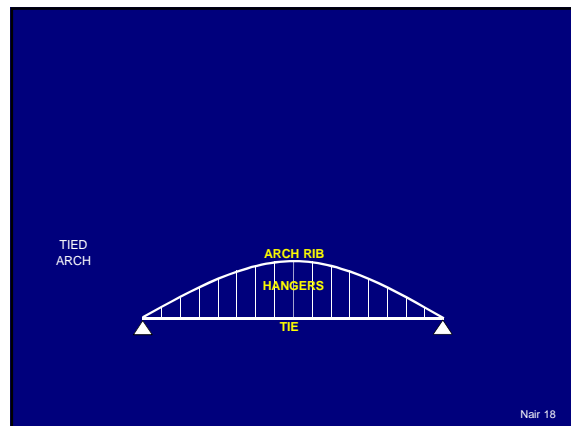 TIED
ARCH
ARCH RIB
HANGERS
TIE
Nair 18